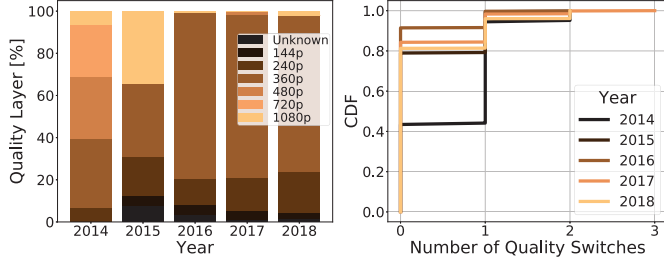 Quality Layer [%]
100
80
60
40
20
0
Unknown
144p
240p
360p
480p
720p
1080p
2014 2015 2016 2017 2018
Year
CDF
1.0
0.8
0.6
0.4
0.2
0.0
Year
2014
2015
2016
2017
2018
0 1 2 3
Number of Quality Switches